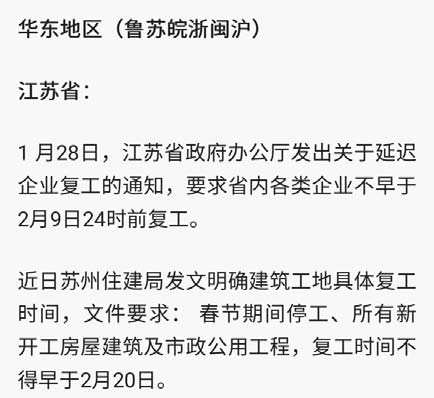 华东地区（鲁苏皖浙闽沪）
江苏省：
1 月28日，江苏省政府办公厅发出关于延迟
企业复工的通知，要求省内各类企业不早于
2月9日24时前复工。
近日苏州住建局发文明确建筑工地具体复工
时间，文件要求： 春节期间停工、所有新
开工房屋建筑及市政公用工程，复工时间不
得早于2月20日。